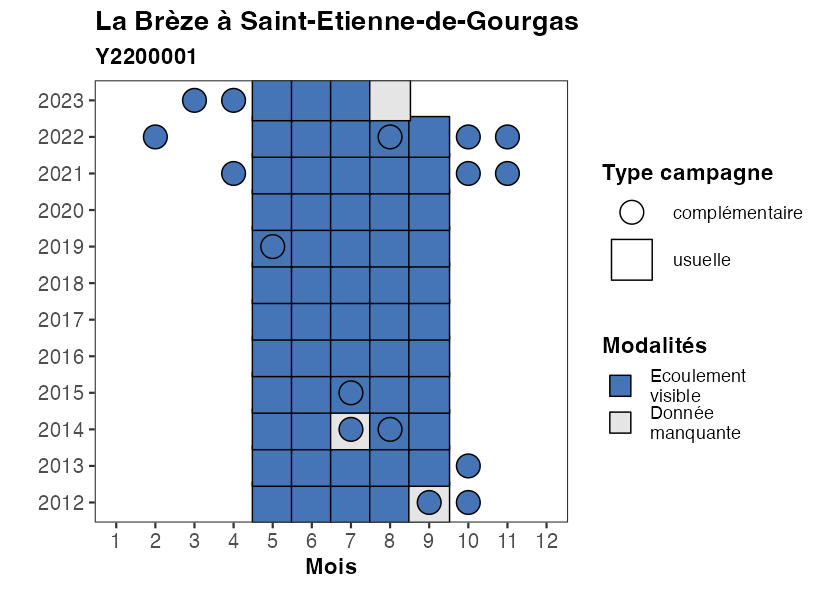 La Brèze à Saint-Etienne-de-Gourgas
Y2200001
2023
2022
2021
2020
2019
2018
2017
2016
2015
2014
2013
2012
1 2 3 4 5 6 7 8 9 10 11 12
Mois
Type campagne
complémentaire
usuelle
Modalités
Ecoulement
visible
Donnée
manquante